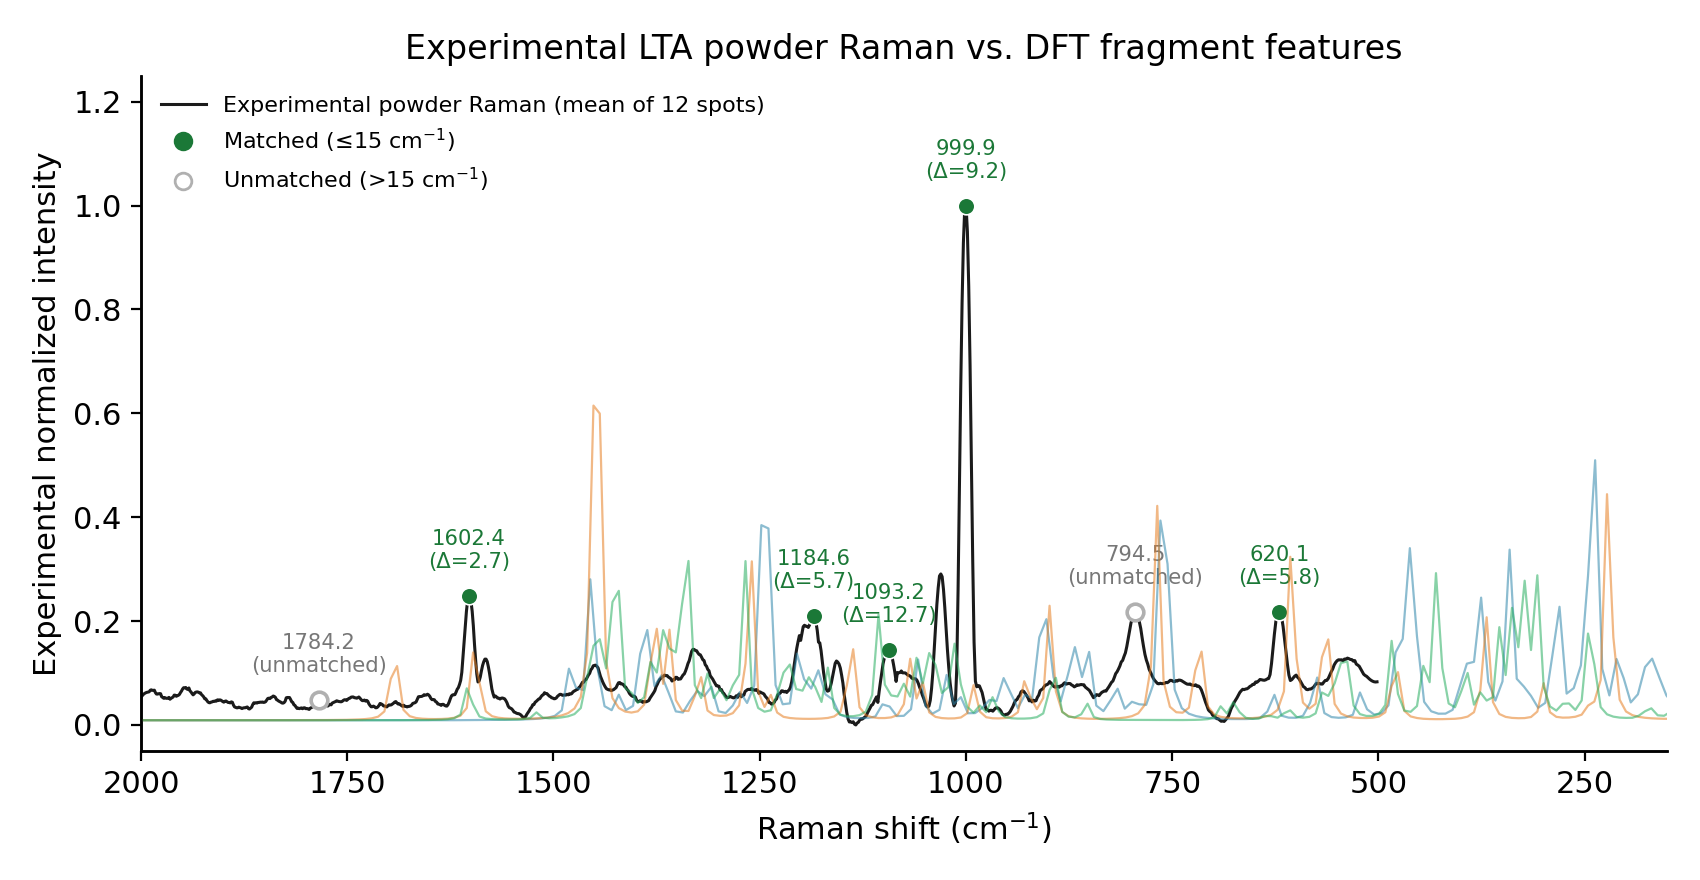 Experimental LTA powder Raman vs. DFT fragment features
Experimental normalized intensity
1.2
1.0
0.8
0.6
0.4
0.2
0.0
Experimental powder Raman (mean of 12 spots)
Matched (≤15 cm⁻¹)
Unmatched (>15 cm⁻¹)
1784.2
(unmatched)
1602.4
(Δ=2.7)
1184.6
(Δ=5.7)
1093.2
(Δ=12.7)
999.9
(Δ=9.2)
794.5
(unmatched)
620.1
(Δ=5.8)
2000
1750
1500
1250
1000
750
500
250
Raman shift (cm⁻¹)